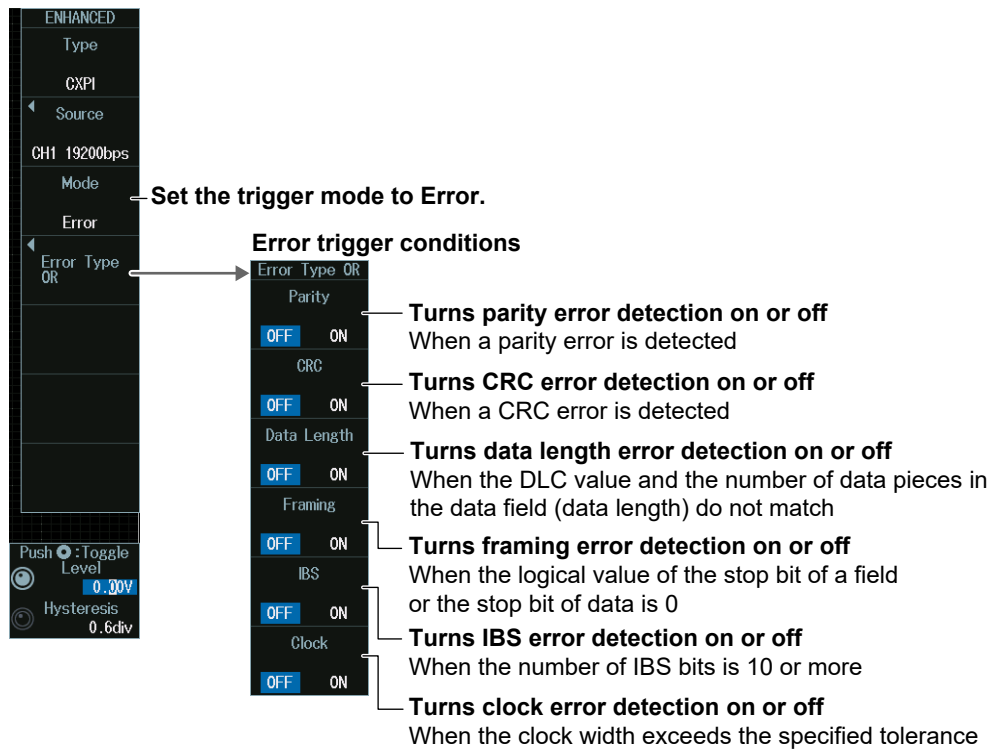 ENHANCED
Type
CXPI
Source
CH1 19200bps
Mode
Error
Error Type
OR
Push :Toggle
Level
0.00V
Hysteresis
0.6div
Set the trigger mode to Error.
Error trigger conditions
Error Type OR
Parity
OFF ON
Turns parity error detection on or off
When a parity error is detected
CRC
OFF ON
Turns CRC error detection on or off
When a CRC error is detected
Data Length
OFF ON
Turns data length error detection on or off
When the DLC value and the number of data pieces in
the data field (data length) do not match
Framing
OFF ON
Turns framing error detection on or off
When the logical value of the stop bit of a field
or the stop bit of data is 0
IBS
OFF ON
Turns IBS error detection on or off
When the number of IBS bits is 10 or more
Clock
OFF ON
Turns clock error detection on or off
When the clock width exceeds the specified tolerance